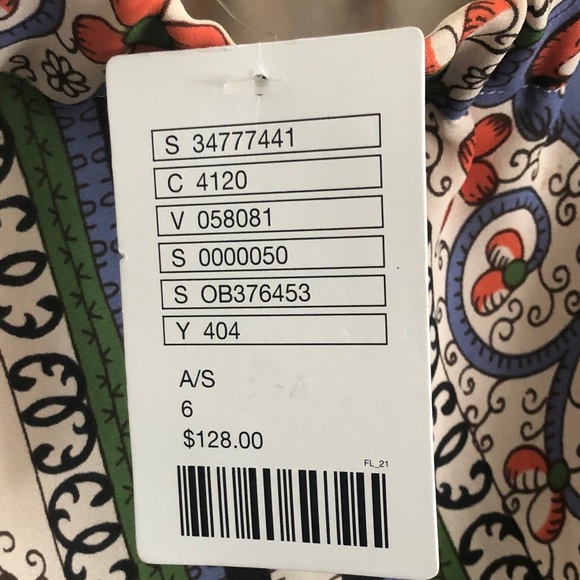 S 34777441
C 4120
V 058081
S 0000050
S OB376453
Y 404
A/S
6
$128.00
FL_21